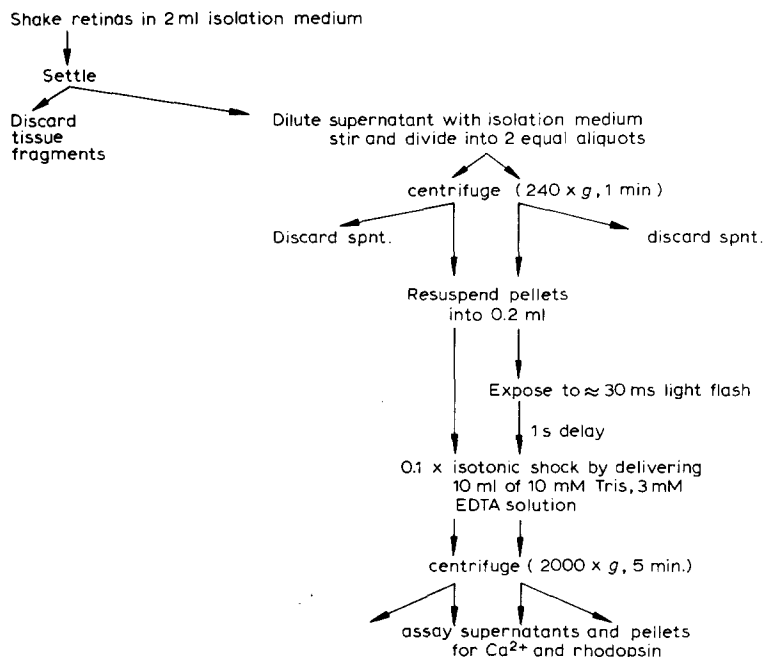 Shake retinas in 2 ml isolation medium
Settle
Discard
tissue
fragments
Dilute supernatant with isolation medium
stir and divide into 2 equal aliquots
centrifuge (240 x g, 1 min)
Discard spnt.
discard spnt.
Resuspend pellets
into 0.2 ml
Expose to ≈ 30 ms light flash
1 s delay
0.1 x isotonic shock by delivering
10 ml of 10 mM Tris, 3 mM
EDTA solution
centrifuge (2000 x g, 5 min.)
assay supernatants and pellets
for Ca²⁺ and rhodopsin